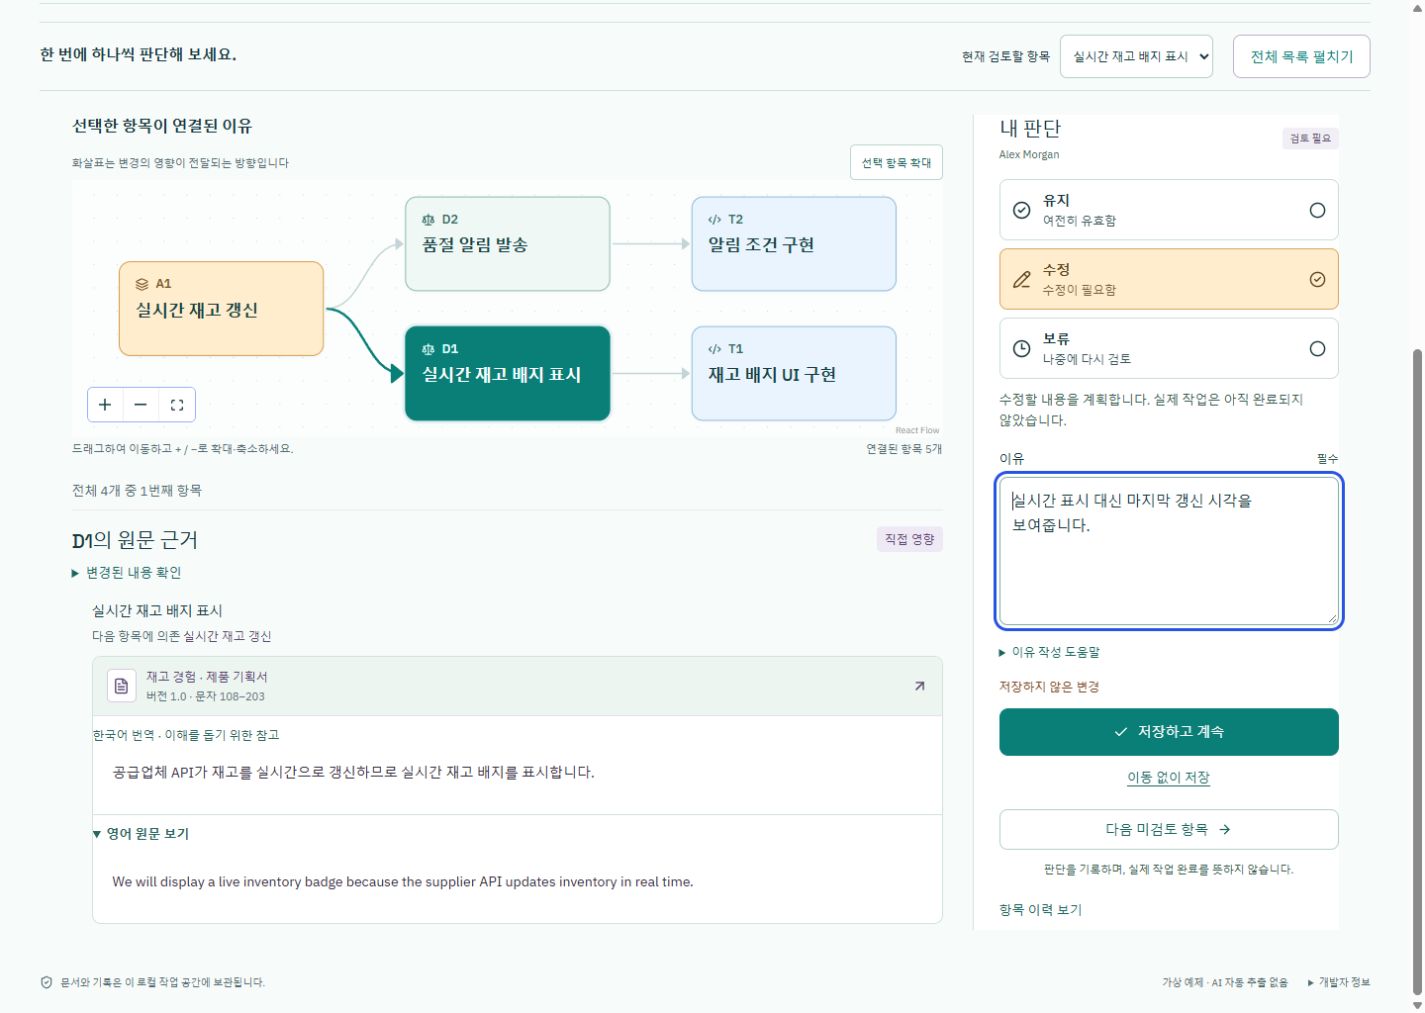 한 번에 하나씩 판단해 보세요.
현재 검토할 항목
실시간 재고 배지 표시
전체 목록 펼치기
선택한 항목이 연결된 이유
화살표는 변경의 영향이 전달되는 방향입니다
선택 항목 확대
A1
실시간 재고 갱신
D2
품절 알림 발송
T2
알림 조건 구현
D1
실시간 재고 배지 표시
T1
재고 배지 UI 구현
React Flow
드래그하여 이동하고 + / −로 확대·축소하세요.
연결된 항목 5개
전체 4개 중 1번째 항목
D1의 원문 근거
직접 영향
변경된 내용 확인
실시간 재고 배지 표시
다음 항목에 의존 실시간 재고 갱신
재고 경험 · 제품 기획서
버전 1.0 · 문자 108–203
한국어 번역 · 이해를 돕기 위한 참고
공급업체 API가 재고를 실시간으로 갱신하므로 실시간 재고 배지를 표시합니다.
영어 원문 보기
We will display a live inventory badge because the supplier API updates inventory in real time.
내 판단
검토 필요
Alex Morgan
유지
여전히 유효함
수정
수정이 필요함
보류
나중에 다시 검토
수정할 내용을 계획합니다. 실제 작업은 아직 완료되지
않았습니다.
이유
필수
실시간 표시 대신 마지막 갱신 시각을
보여줍니다.
이유 작성 도움말
저장하지 않은 변경
저장하고 계속
이동 없이 저장
다음 미검토 항목
판단을 기록하며, 실제 작업 완료를 뜻하지 않습니다.
항목 이력 보기
문서와 기록은 이 로컬 작업 공간에 보관됩니다.
가상 예제 · AI 자동 추출 없음
개발자 정보